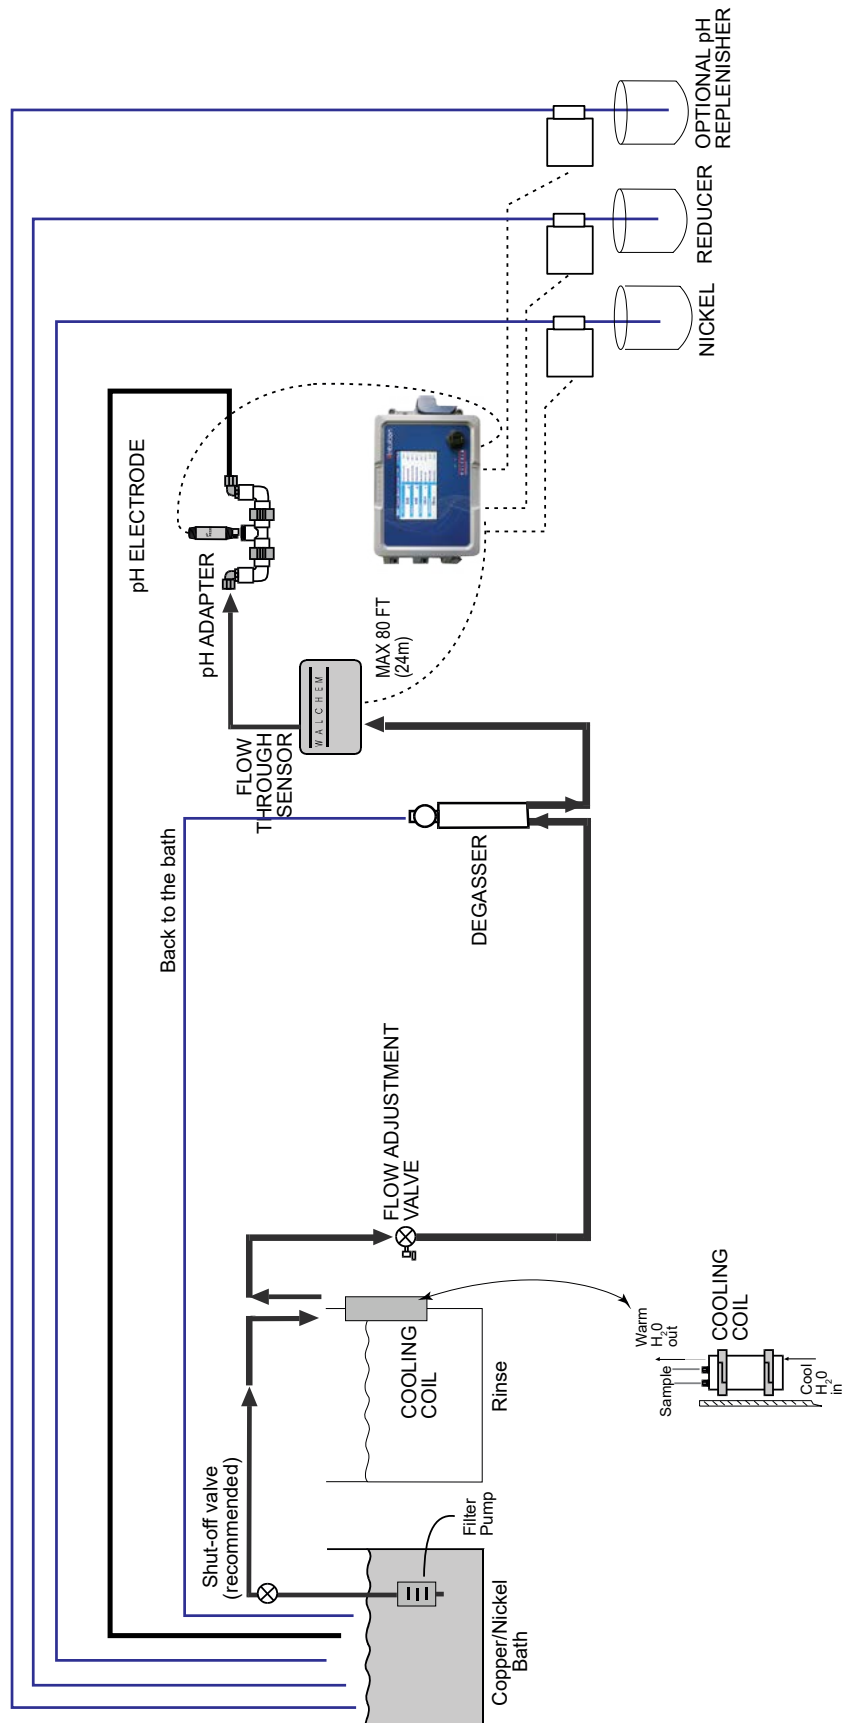 Copper/Nickel
Bath
Filter
Pump
Shut-off valve
(recommended)
Rinse
COOLING
COIL
Sample
Warm
H20
out
Cool
H20
in
COOLING
COIL
FLOW ADJUSTMENT
VALVE
Back to the bath
DEGASSER
FLOW
THROUGH
SENSOR
WALCHEM
MAX 80 FT
(24m)
pH ADAPTER
pH ELECTRODE
NICKEL
REDUCER
OPTIONAL pH
REPLENISHER